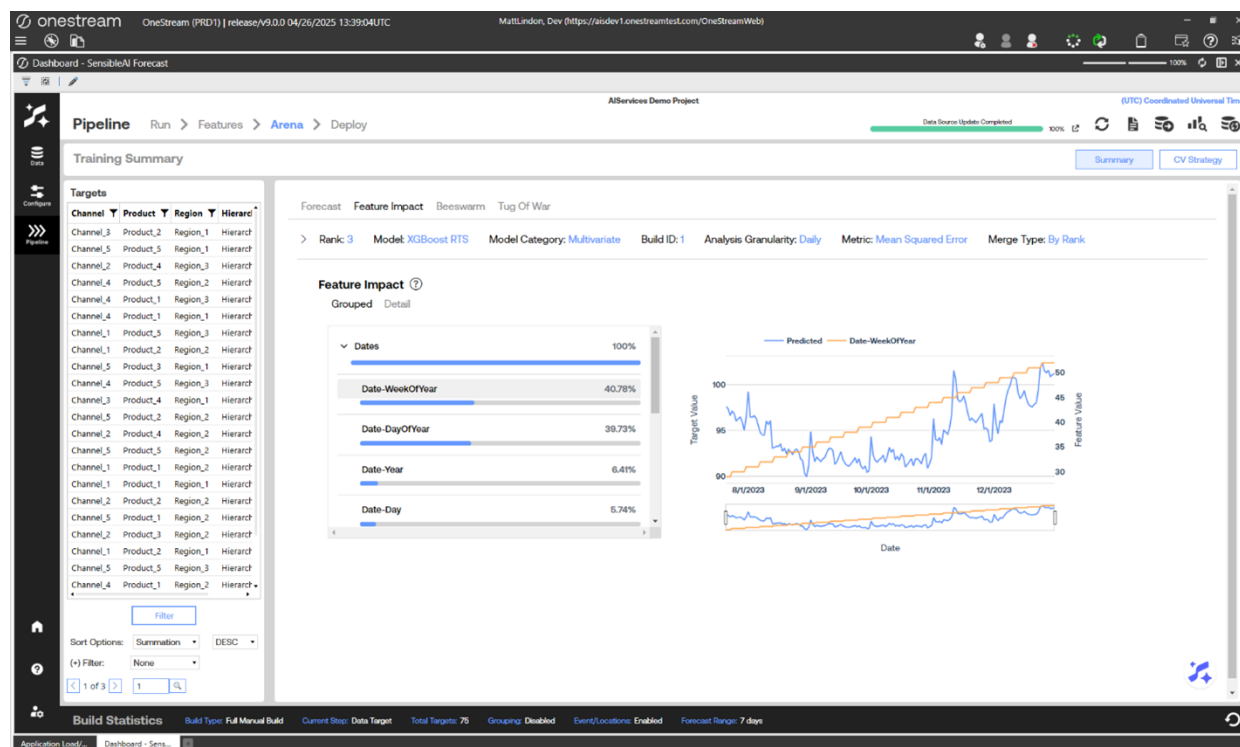 onestream OneStream (PRD1) | release/v9.0.0 04/26/2025 13:39:04UTC MattLindon, Dev (https://aisdev1.onestreamtest.com/OneStreamWeb)
Dashboard - SensibleAI Forecast
100%
AIServices Demo Project
(UTC) Coordinated Universal Time
Pipeline Run > Features > Arena > Deploy
Data Source Update Completed 100%
Training Summary
Summary CV Strategy
Data
Configure
Pipeline
Targets
Channel Product Region Hierarc
Channel_3 Product_2 Region_1 Hierarch
Channel_5 Product_5 Region_1 Hierarch
Channel_2 Product_4 Region_3 Hierarch
Channel_4 Product_5 Region_2 Hierarch
Channel_4 Product_1 Region_3 Hierarch
Channel_4 Product_1 Region_1 Hierarch
Channel_1 Product_5 Region_3 Hierarch
Channel_1 Product_2 Region_2 Hierarch
Channel_5 Product_3 Region_1 Hierarch
Channel_4 Product_5 Region_3 Hierarch
Channel_3 Product_4 Region_1 Hierarch
Channel_5 Product_2 Region_2 Hierarch
Channel_2 Product_4 Region_2 Hierarch
Channel_5 Product_5 Region_2 Hierarch
Channel_1 Product_1 Region_2 Hierarch
Channel_1 Product_1 Region_1 Hierarch
Channel_2 Product_2 Region_2 Hierarch
Channel_5 Product_1 Region_2 Hierarch
Channel_2 Product_3 Region_2 Hierarch
Channel_1 Product_2 Region_1 Hierarch
Channel_5 Product_5 Region_3 Hierarch
Channel_4 Product_1 Region_2 Hierarch
Filter
Sort Options: Summation DESC
(+) Filter: None
1 of 3 1
Forecast Feature Impact Beeswarm Tug Of War
Rank: 3 Model: XGBoost RTS Model Category: Multivariate Build ID: 1 Analysis Granularity: Daily Metric: Mean Squared Error Merge Type: By Rank
Feature Impact
Grouped Detail
Dates 100%
Date-WeekOfYear 40.78%
Date-DayOfYear 39.73%
Date-Year 6.41%
Date-Day 5.74%
Predicted Date-WeekOfYear
Target Value
100
95
90
50
45
40
35
30
Feature Value
8/1/2023 9/1/2023 10/1/2023 11/1/2023 12/1/2023
Date
Build Statistics Build Type: Full Manual Build Current Step: Data Target Total Targets: 75 Grouping: Disabled Event/Locations: Enabled Forecast Range: 7 days
Application Load/... Dashboard - Sens...